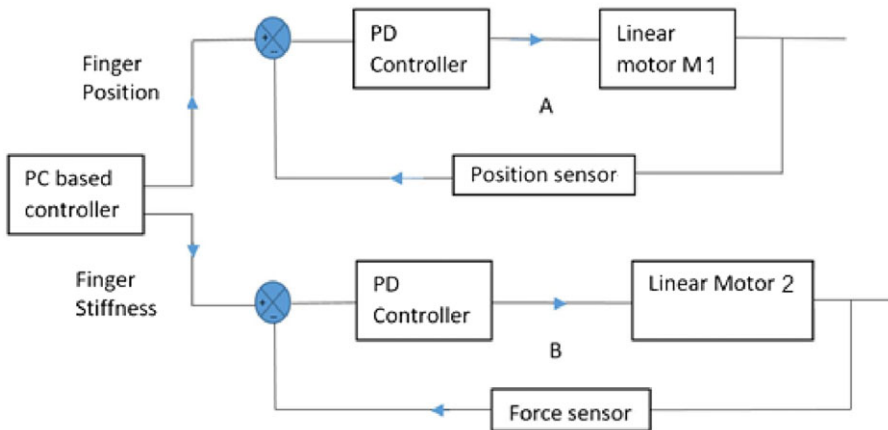 PD
Controller
Linear
motor M1
Finger
Position
A
Position sensor
PC based
controller
Finger
Stiffness
PD
Controller
Linear Motor 2
B
Force sensor
+
-
+
-